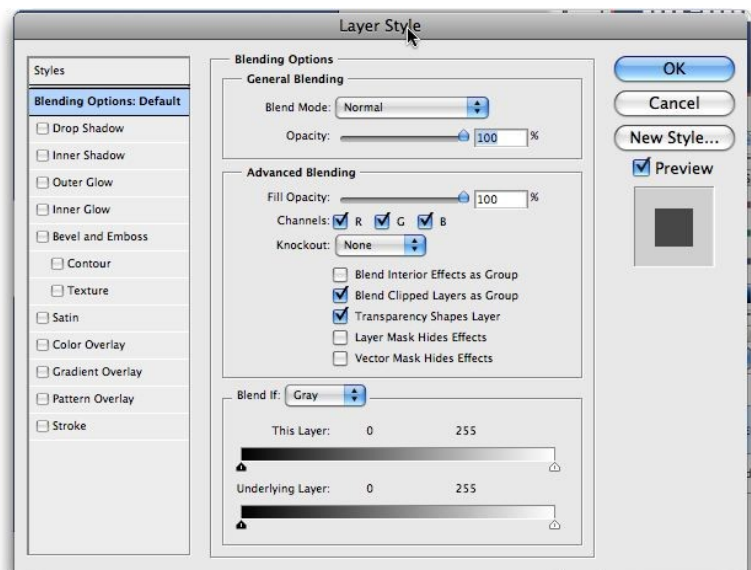 Layer Style
Styles
Blending Options: Default
Drop Shadow
Inner Shadow
Outer Glow
Inner Glow
Bevel and Emboss
Contour
Texture
Satin
Color Overlay
Gradient Overlay
Pattern Overlay
Stroke
Blending Options
General Blending
Blend Mode: Normal
Opacity: 100 %
Advanced Blending
Fill Opacity: 100 %
Channels: R G B
Knockout: None
Blend Interior Effects as Group
Blend Clipped Layers as Group
Transparency Shapes Layer
Layer Mask Hides Effects
Vector Mask Hides Effects
Blend If: Gray
This Layer: 0 255
Underlying Layer: 0 255
OK
Cancel
New Style...
Preview